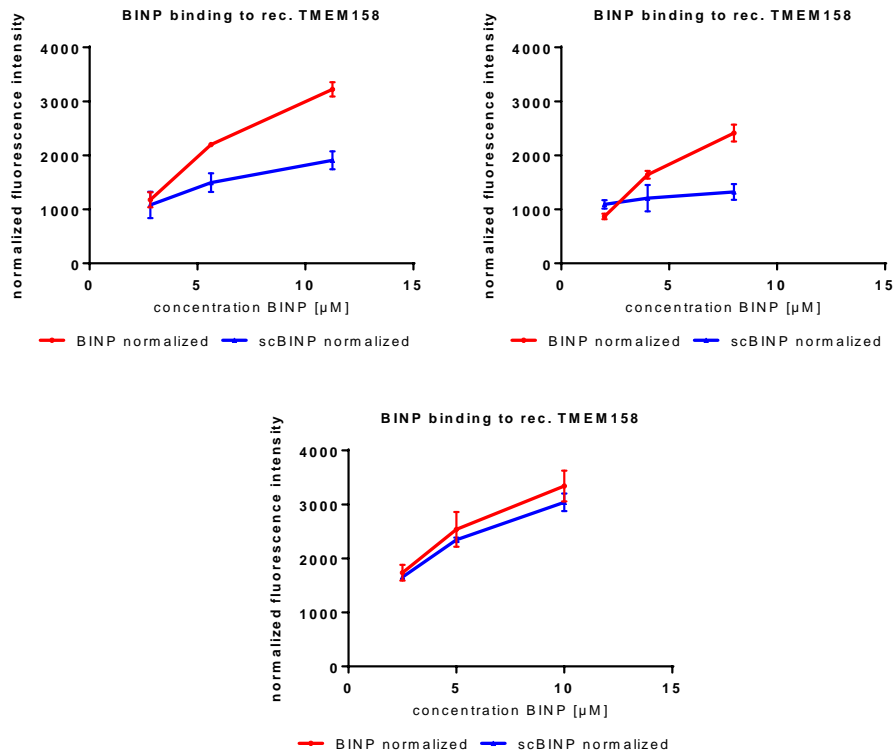 BINP binding to rec. TMEM158
normalized fluorescence intensity
4000
3000
2000
1000
0
0 5 10 15
concentration BINP [µM]
BINP normalized scBINP normalized
BINP binding to rec. TMEM158
normalized fluorescence intensity
4000
3000
2000
1000
0
0 5 10 15
concentration BINP [µM]
BINP normalized scBINP normalized
BINP binding to rec. TMEM158
normalized fluorescence intensity
4000
3000
2000
1000
0
0 5 10 15
concentration BINP [µM]
BINP normalized scBINP normalized